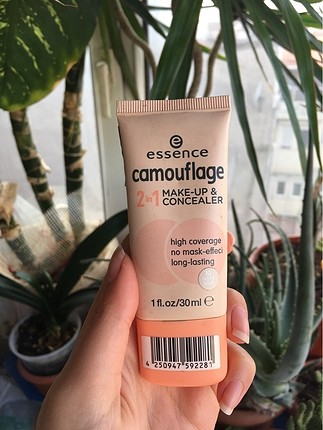 essence
camouflage
2in1 MAKE-UP &
CONCEALER
high coverage
no mask-effect
long-lasting
1 fl.oz/30ml e
4 250947 592281